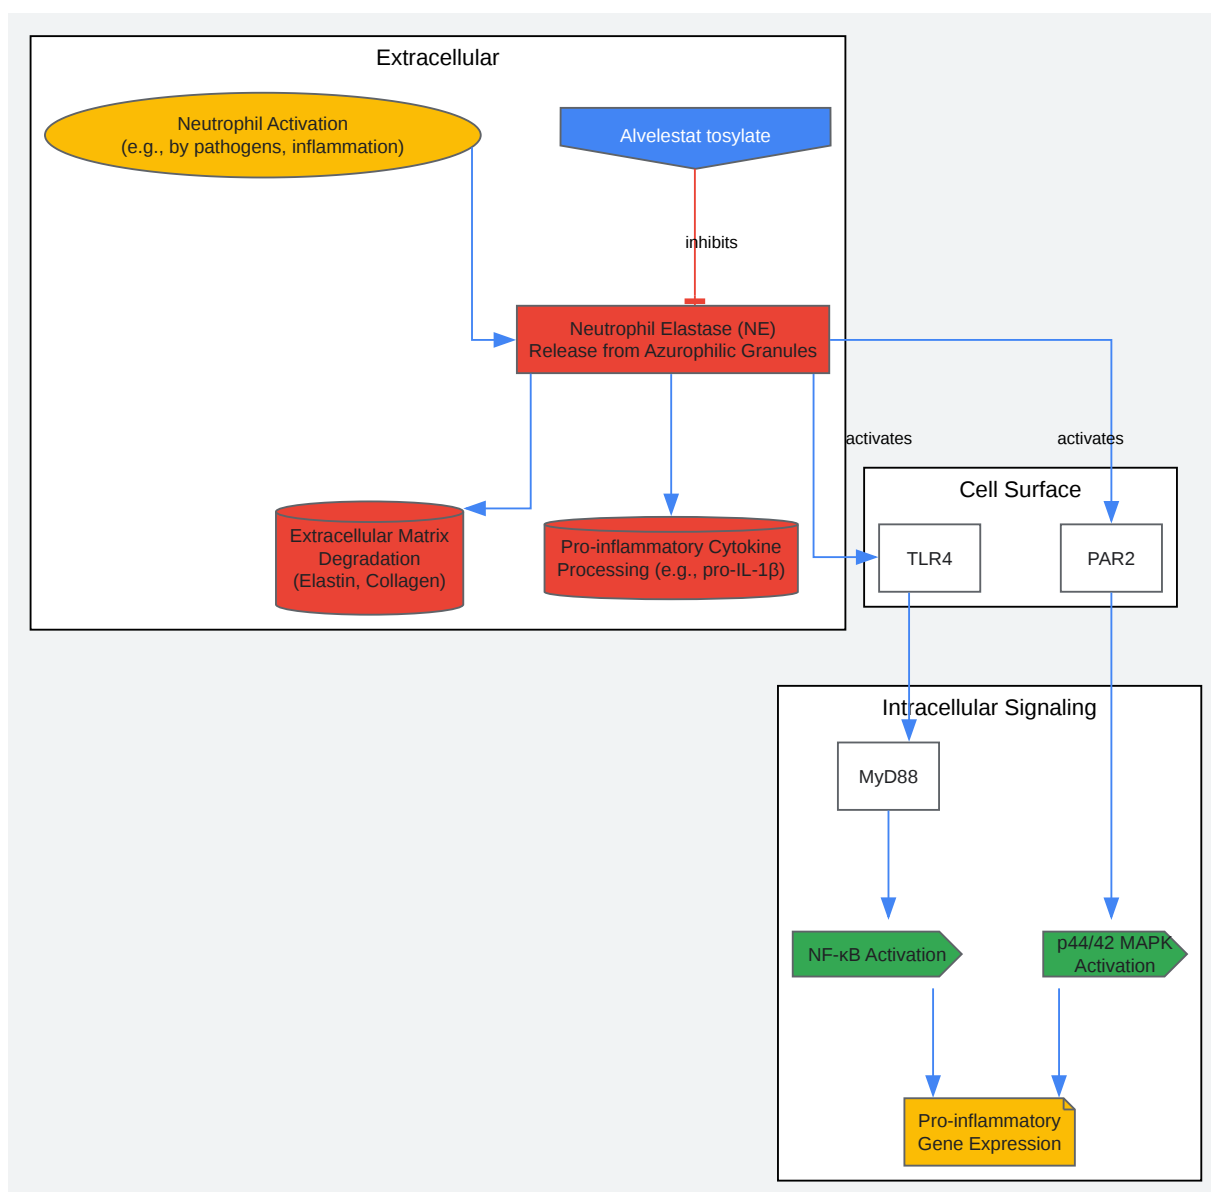 Extracellular
Neutrophil Activation
(e.g., by pathogens, inflammation)
Alvelestat tosylate
inhibits
Neutrophil Elastase (NE)
Release from Azurophilic Granules
activates
activates
Cell Surface
Extracellular Matrix
Degradation
(Elastin, Collagen)
Pro-inflammatory Cytokine
Processing (e.g., pro-IL-1β)
TLR4
PAR2
Intracellular Signaling
MyD88
NF-κB Activation
p44/42 MAPK
Activation
Pro-inflammatory
Gene Expression